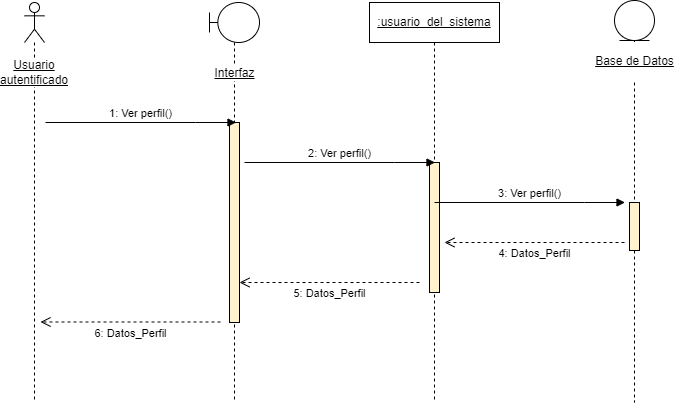 :usuario_del_sistema
Usuario
autentificado
Interfaz
Base de Datos
1: Ver perfil()
2: Ver perfil()
3: Ver perfil()
4: Datos_Perfil
5: Datos_Perfil
6: Datos_Perfil